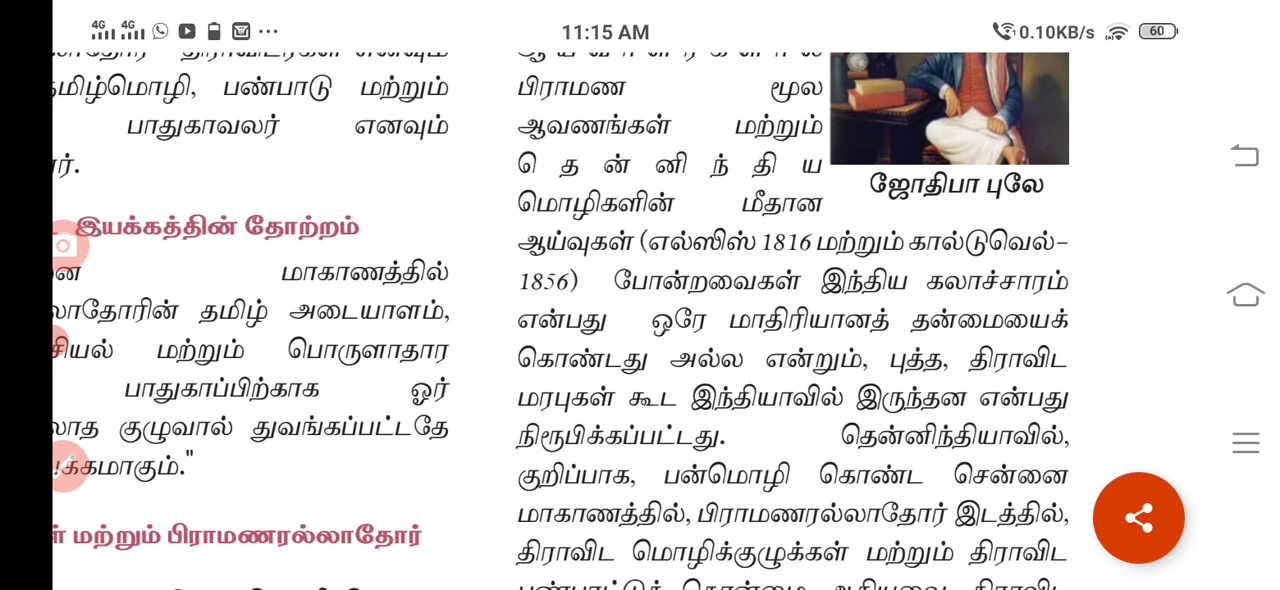 4G 4G 11:15 AM 0.10KB/s 60
தமிழ்மொழி, பண்பாடு மற்றும்
பாதுகாவலர் எனவும்
இயக்கத்தின் தோற்றம்
மாகாணத்தில்
தமிழ் அடையாளம்,
மற்றும் பொருளாதார
பாதுகாப்பிற்காக ஓர்
குழுவால் துவங்கப்பட்டதே
மற்றும் பிராமணரல்லாதோர்
பிராமண மூல
ஆவணங்கள் மற்றும்
தென்னிந்திய
மொழிகளின் மீதான
ஜோதிபா புலே
ஆய்வுகள் (எல்ஸிஸ் 1816 மற்றும் கால்டுவெல்–
1856) போன்றவைகள் இந்திய கலாச்சாரம்
என்பது ஒரே மாதிரியானத் தன்மையைக்
கொண்டது அல்ல என்றும், புத்த, திராவிட
மரபுகள் கூட இந்தியாவில் இருந்தன என்பது
நிரூபிக்கப்பட்டது. தென்னிந்தியாவில்,
குறிப்பாக, பன்மொழி கொண்ட சென்னை
மாகாணத்தில், பிராமணரல்லாதோர் இடத்தில்,
திராவிட மொழிக்குழுக்கள் மற்றும் திராவிட